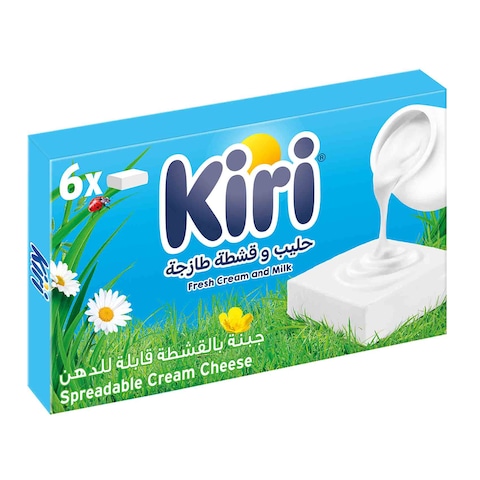 6x
Kiri®
حليب و قشطة طازجة
Fresh Cream and Milk
جبنة بالقشطة قابلة للدهن
Spreadable Cream Cheese
Kiri